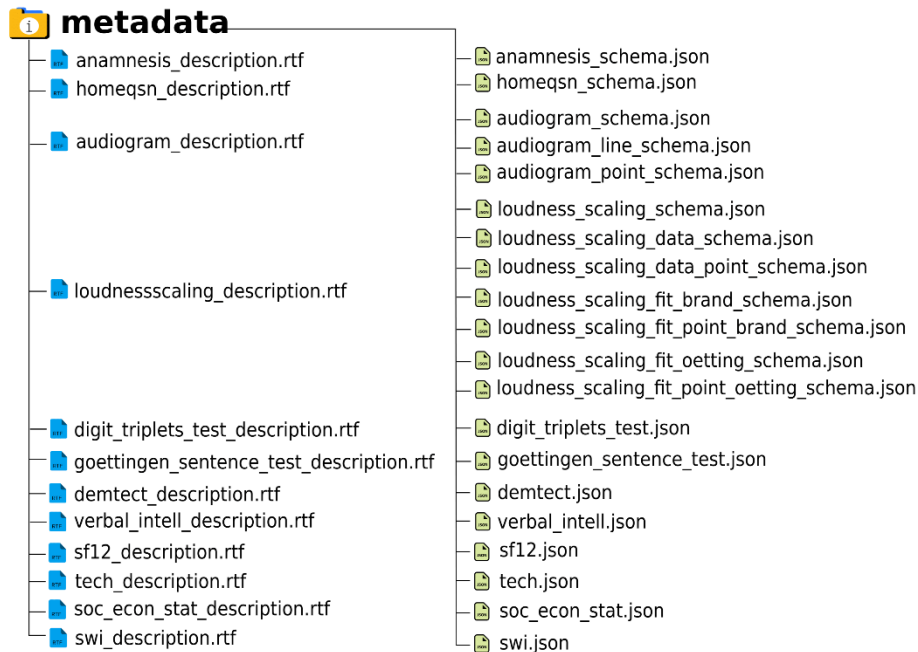 metadata
anamnesis_description.rtf
homeqsn_description.rtf
audiogram_description.rtf
loudnessscaling_description.rtf
digit_triplets_test_description.rtf
goettingen_sentence_test_description.rtf
demtect_description.rtf
verbal_intell_description.rtf
sf12_description.rtf
tech_description.rtf
soc_econ_stat_description.rtf
swi_description.rtf
anamnesis_schema.json
homeqsn_schema.json
audiogram_schema.json
audiogram_line_schema.json
audiogram_point_schema.json
loudness_scaling_schema.json
loudness_scaling_data_schema.json
loudness_scaling_data_point_schema.json
loudness_scaling_fit_brand_schema.json
loudness_scaling_fit_point_brand_schema.json
loudness_scaling_fit_oetting_schema.json
loudness_scaling_fit_point_oetting_schema.json
digit_triplets_test.json
goettingen_sentence_test.json
demtect.json
verbal_intell.json
sf12.json
tech.json
soc_econ_stat.json
swi.json